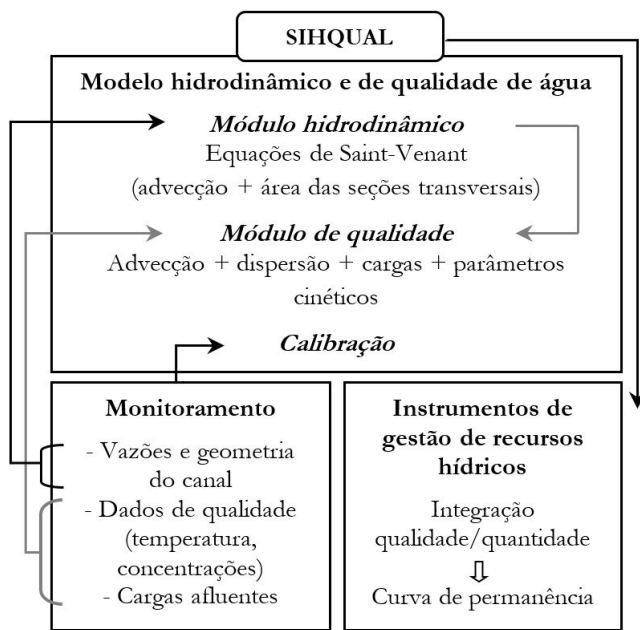 SIHQUAL
Modelo hidrodinâmico e de qualidade de água
Módulo hidrodinâmico
Equações de Saint-Venant
(advecção + área das seções transversais)
Módulo de qualidade
Advecção + dispersão + cargas + parâmetros
cinéticos
Calibração
Monitoramento
- Vazões e geometria
do canal
- Dados de qualidade
(temperatura,
concentrações)
- Cargas afluentes
Instrumentos de
gestão de recursos
hídricos
Integração
qualidade/quantidade
Curva de permanência